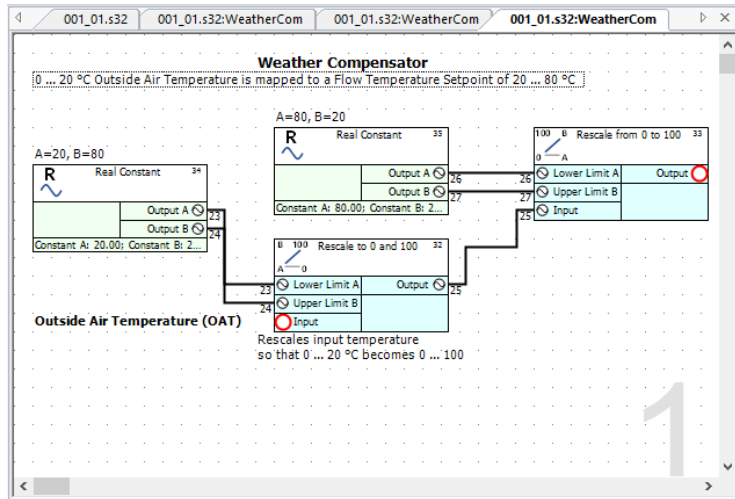 001_01.s32
001_01.s32:WeatherCom
001_01.s32:WeatherCom
001_01.s32:WeatherCom
Weather Compensator
0 ... 20 °C Outside Air Temperature is mapped to a Flow Temperature Setpoint of 20 ... 80 °C
A=80, B=20
R
Real Constant
35
Output A
26
Output B
27
Constant A: 80.00; Constant B: 2...
100 B
0 A
Rescale from 0 to 100
33
26
Lower Limit A
Output
27
Upper Limit B
25
Input
A=20, B=80
R
Real Constant
34
Output A
23
Output B
24
Constant A: 20.00; Constant B: 2...
B 100
A 0
Rescale to 0 and 100
32
23
Lower Limit A
Output
25
24
Upper Limit B
Input
Outside Air Temperature (OAT)
Rescales input temperature
so that 0 ... 20 °C becomes 0 ... 100
1